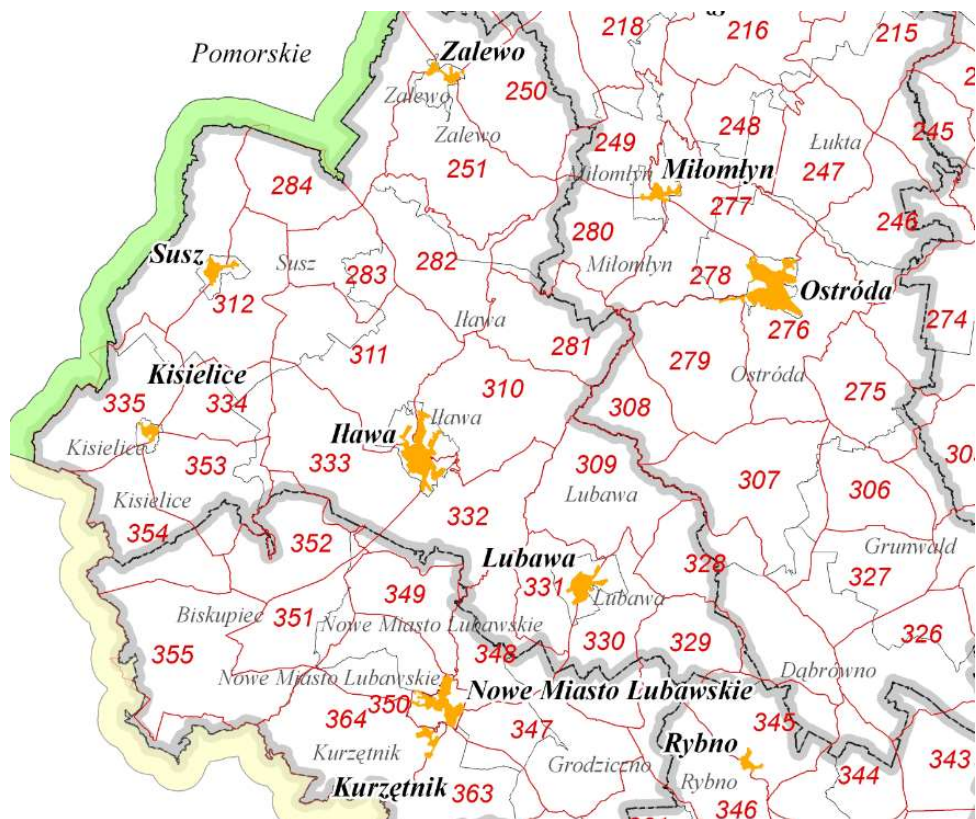 218
216
215
Pomorskie
Zalewo
Zalewo
250
Zalewo
249
248
245
Łukta
251
Miłomłyn
Miłomłyn
247
284
277
246
280
Susz
Susz
283
282
Miłomłyn
278
Ostróda
312
Iława
276
274
311
281
279
Kisielice
310
Ostróda
275
335
334
308
Iława
Iława
Kisielice
353
333
309
307
306
Lubawa
Kisielice
332
354
352
Grunwald
Lubawa
328
331
349
327
Lubawa
Biskupiec
351
Nowe Miasto Lubawskie
330
329
326
355
348
Dąbrówno
Nowe Miasto Lubawskie
Nowe Miasto Lubawskie
350
364
347
345
Rybno
343
Kurzętnik
Grodziczno
344
Kurzętnik
363
Rybno
346